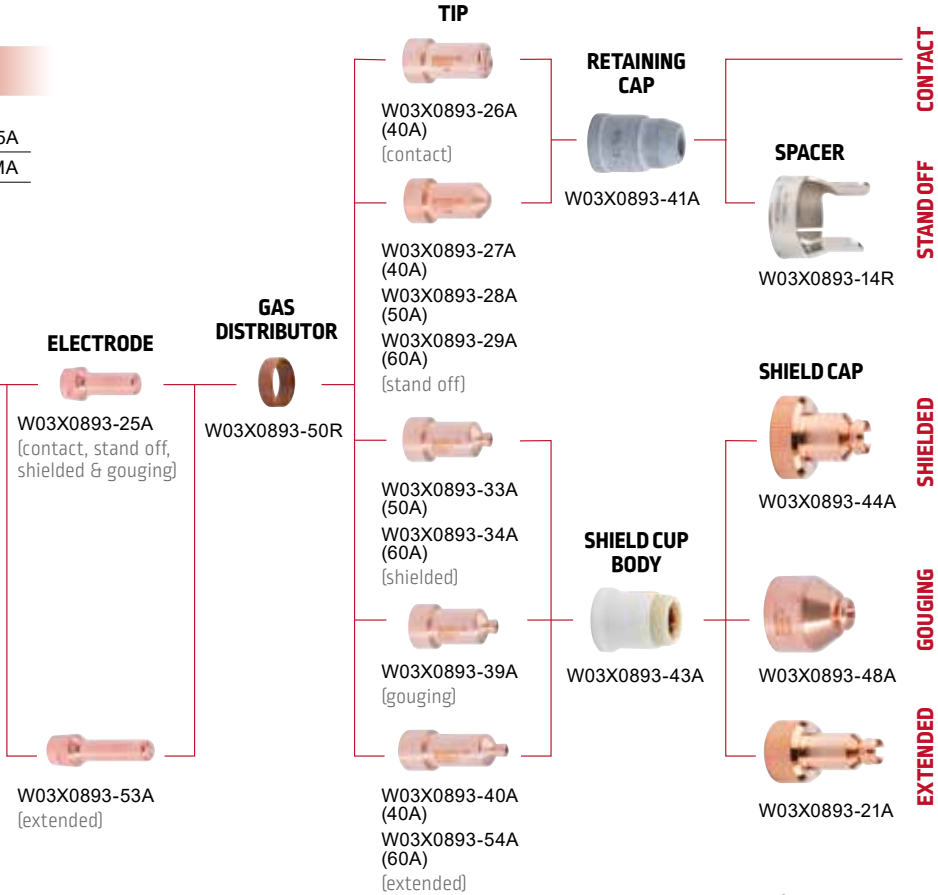 TIP
CONTACT
RETAINING
CAP
W03X0893-26A
(40A)
(contact)
5A
1A
SPACER
STAND OFF
W03X0893-41A
W03X0893-27A
(40A)
W03X0893-28A
(50A)
W03X0893-29A
(60A)
(stand off)
W03X0893-14R
GAS
DISTRIBUTOR
ELECTRODE
SHIELD CAP
W03X0893-25A
(contact, stand off,
shielded & gouging)
W03X0893-50R
SHIELDED
W03X0893-33A
(50A)
W03X0893-34A
(60A)
(shielded)
W03X0893-44A
SHIELD CUP
BODY
GOUGING
W03X0893-39A
(gouging)
W03X0893-43A
W03X0893-48A
EXTENDED
W03X0893-53A
(extended)
W03X0893-40A
(40A)
W03X0893-54A
(60A)
(extended)
W03X0893-21A